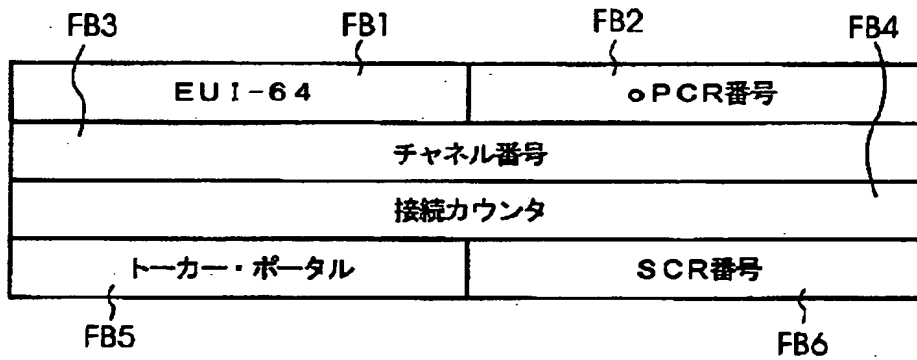 FB3 FB1 FB2 FB4
EUI-64 oPCR番号
チャネル番号
接続カウンタ
トーカー・ポータル SCR番号
FB5 FB6